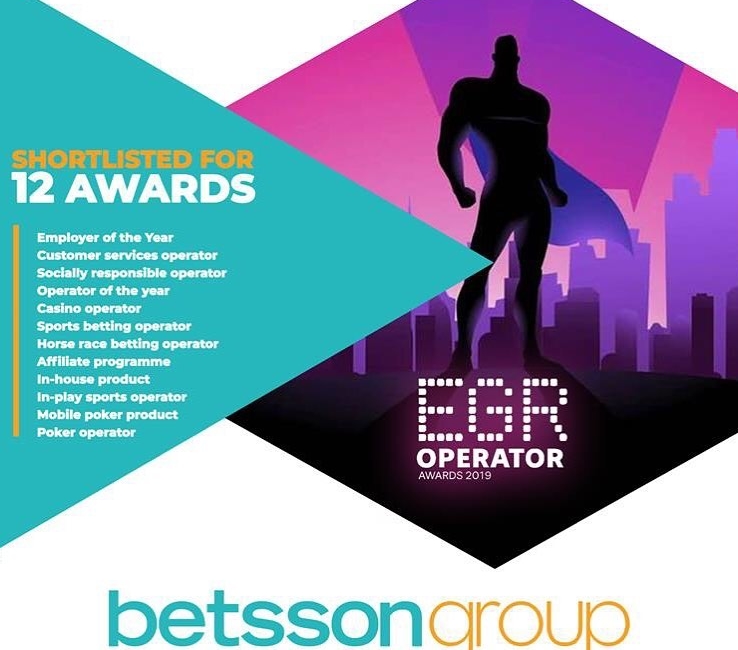 SHORTLISTED FOR
12 AWARDS
Employer of the Year
Customer services operator
Socially responsible operator
Operator of the year
Casino operator
Sports betting operator
Horse race betting operator
Affiliate programme
In-house product
In-play sports operator
Mobile poker product
Poker operator
EGR
OPERATOR
AWARDS 2019
betssongroup